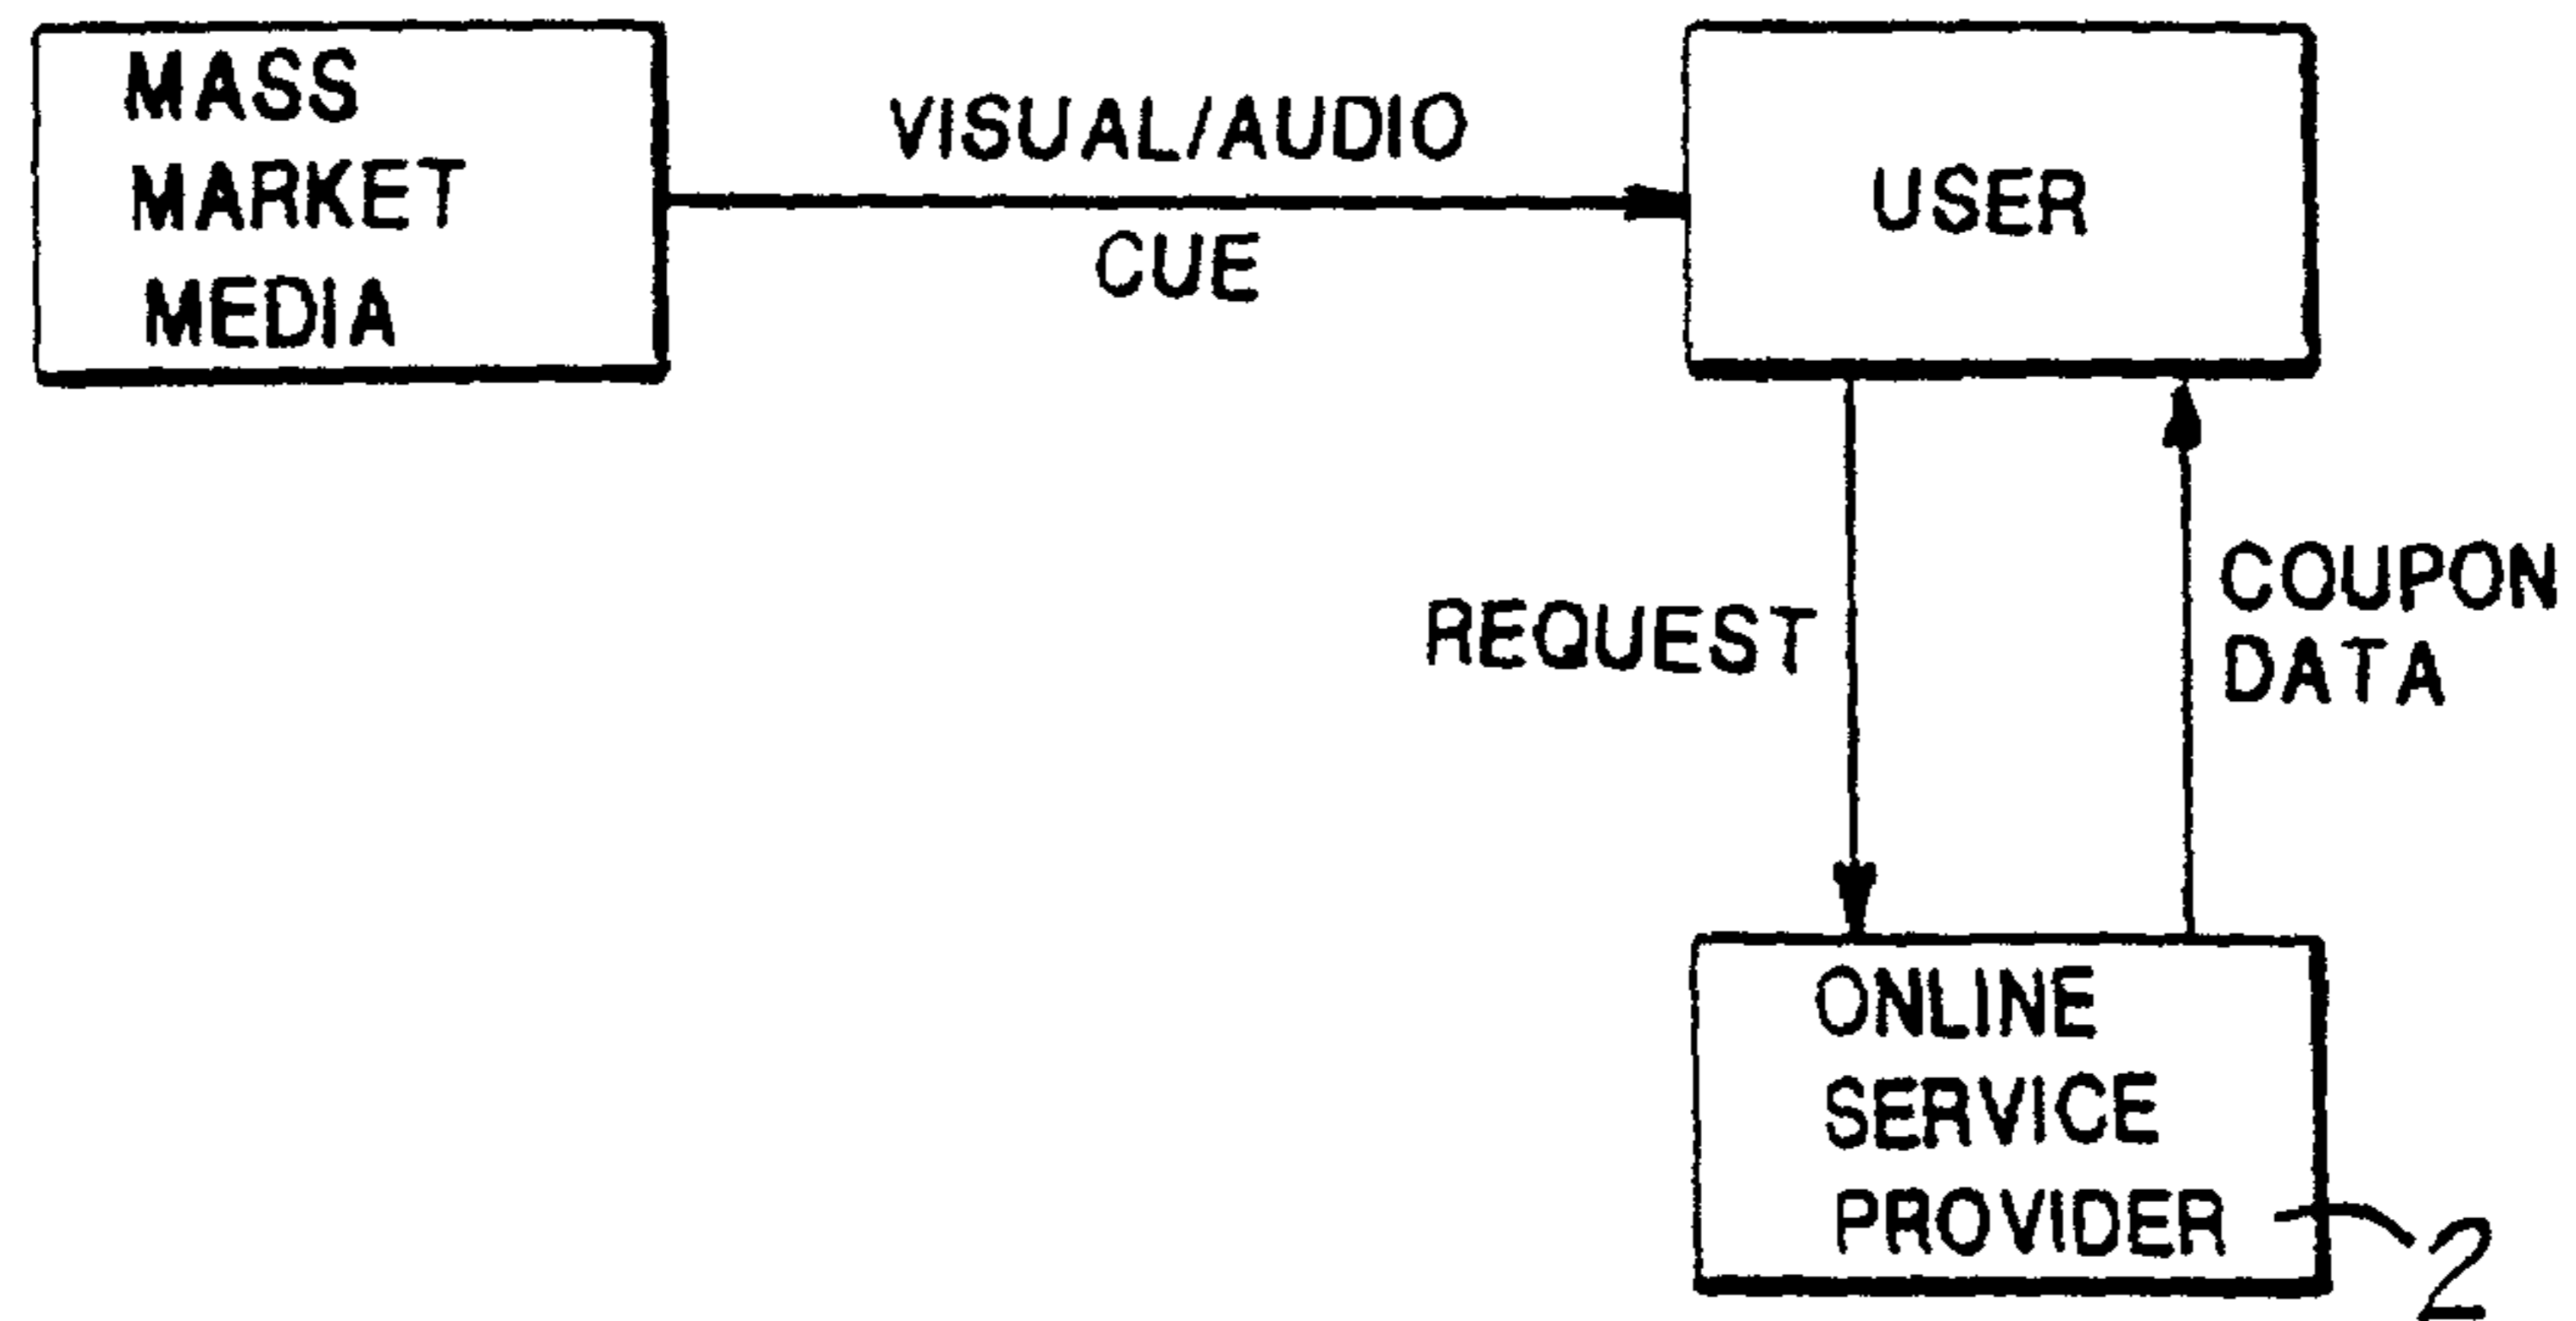 MASS
MARKET
MEDIA
VISUAL/AUDIO
CUE
USER
REQUEST
COUPON
DATA
ONLINE
SERVICE
PROVIDER
2